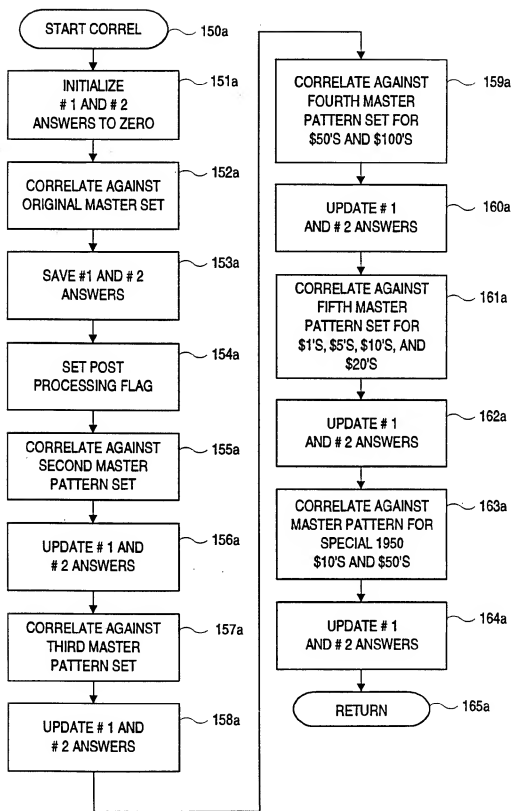 START CORREL
150a
INITIALIZE
# 1 AND # 2
ANSWERS TO ZERO
151a
CORRELATE AGAINST
ORIGINAL MASTER SET
152a
SAVE #1 AND # 2
ANSWERS
153a
SET POST
PROCESSING FLAG
154a
CORRELATE AGAINST
SECOND MASTER
PATTERN SET
155a
UPDATE # 1 AND
# 2 ANSWERS
156a
CORRELATE AGAINST
THIRD MASTER
PATTERN SET
157a
UPDATE # 1 AND
# 2 ANSWERS
158a
CORRELATE AGAINST
FOURTH MASTER
PATTERN SET FOR
$50'S AND $100'S
159a
UPDATE # 1
AND # 2 ANSWERS
160a
CORRELATE AGAINST
FIFTH MASTER
PATTERN SET FOR
$1'S, $5'S, $10'S, AND
$20'S
161a
UPDATE # 1
AND # 2 ANSWERS
162a
CORRELATE AGAINST
MASTER PATTERN FOR
SPECIAL 1950
$10'S AND $50'S
163a
UPDATE # 1
AND # 2 ANSWERS
164a
RETURN
165a